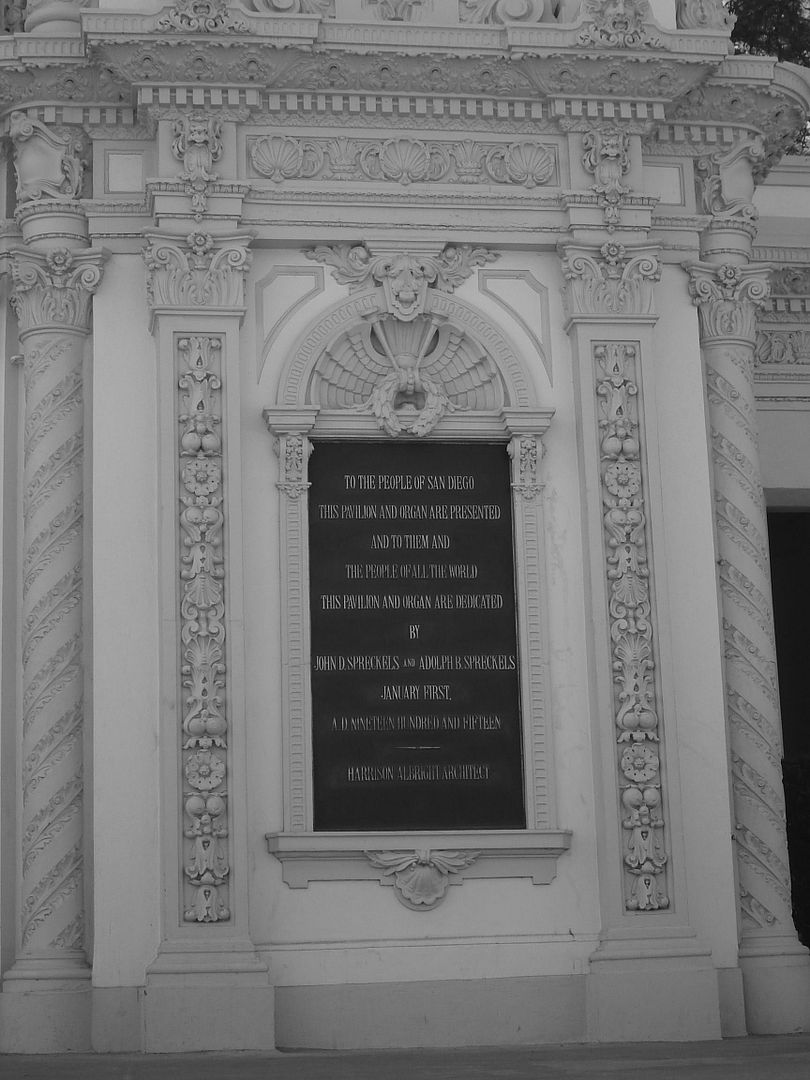 TO THE PEOPLE OF SAN DIEGO
THIS PAVILION AND ORGAN ARE PRESENTED
AND TO THEM AND
THE PEOPLE OF ALL THE WORLD
THIS PAVILION AND ORGAN ARE DEDICATED
BY
JOHN D. SPRECKELS AND ADOLPH B. SPRECKELS
JANUARY FIRST,
A.D. NINETEEN HUNDRED AND FIFTEEN
HARRISON ALBRIGHT ARCHITECT